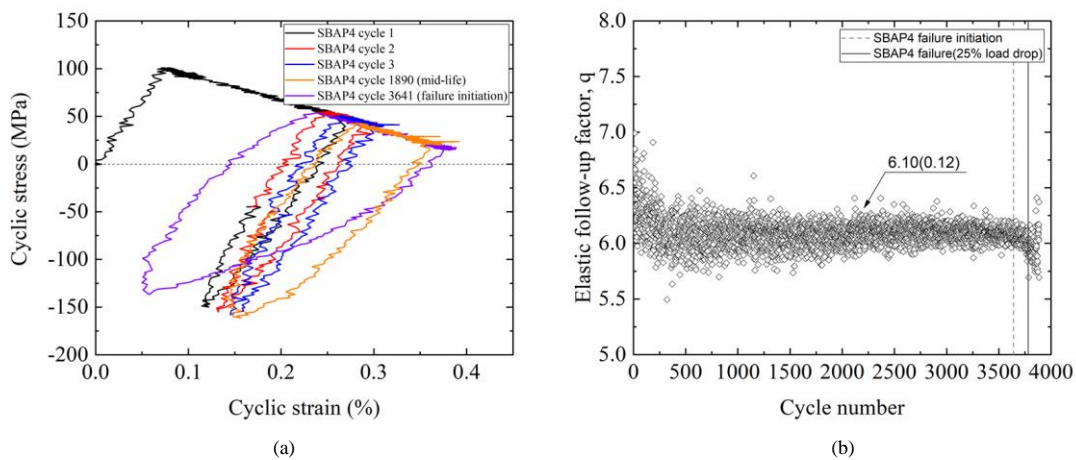 (a)
SBAP4 cycle 1
SBAP4 cycle 2
SBAP4 cycle 3
SBAP4 cycle 1890 (mid-life)
SBAP4 cycle 3641 (failure initiation)
Cyclic stress (MPa)
150
100
50
0
-50
-100
-150
-200
0.0
0.1
0.2
0.3
0.4
Cyclic strain (%)
(a)
(b)
SBAP4 failure initiation
SBAP4 failure(25% load drop)
Elastic follow-up factor, q
8.0
7.5
7.0
6.5
6.0
5.5
5.0
6.10(0.12)
0
500
1000
1500
2000
2500
3000
3500
4000
Cycle number
(b)